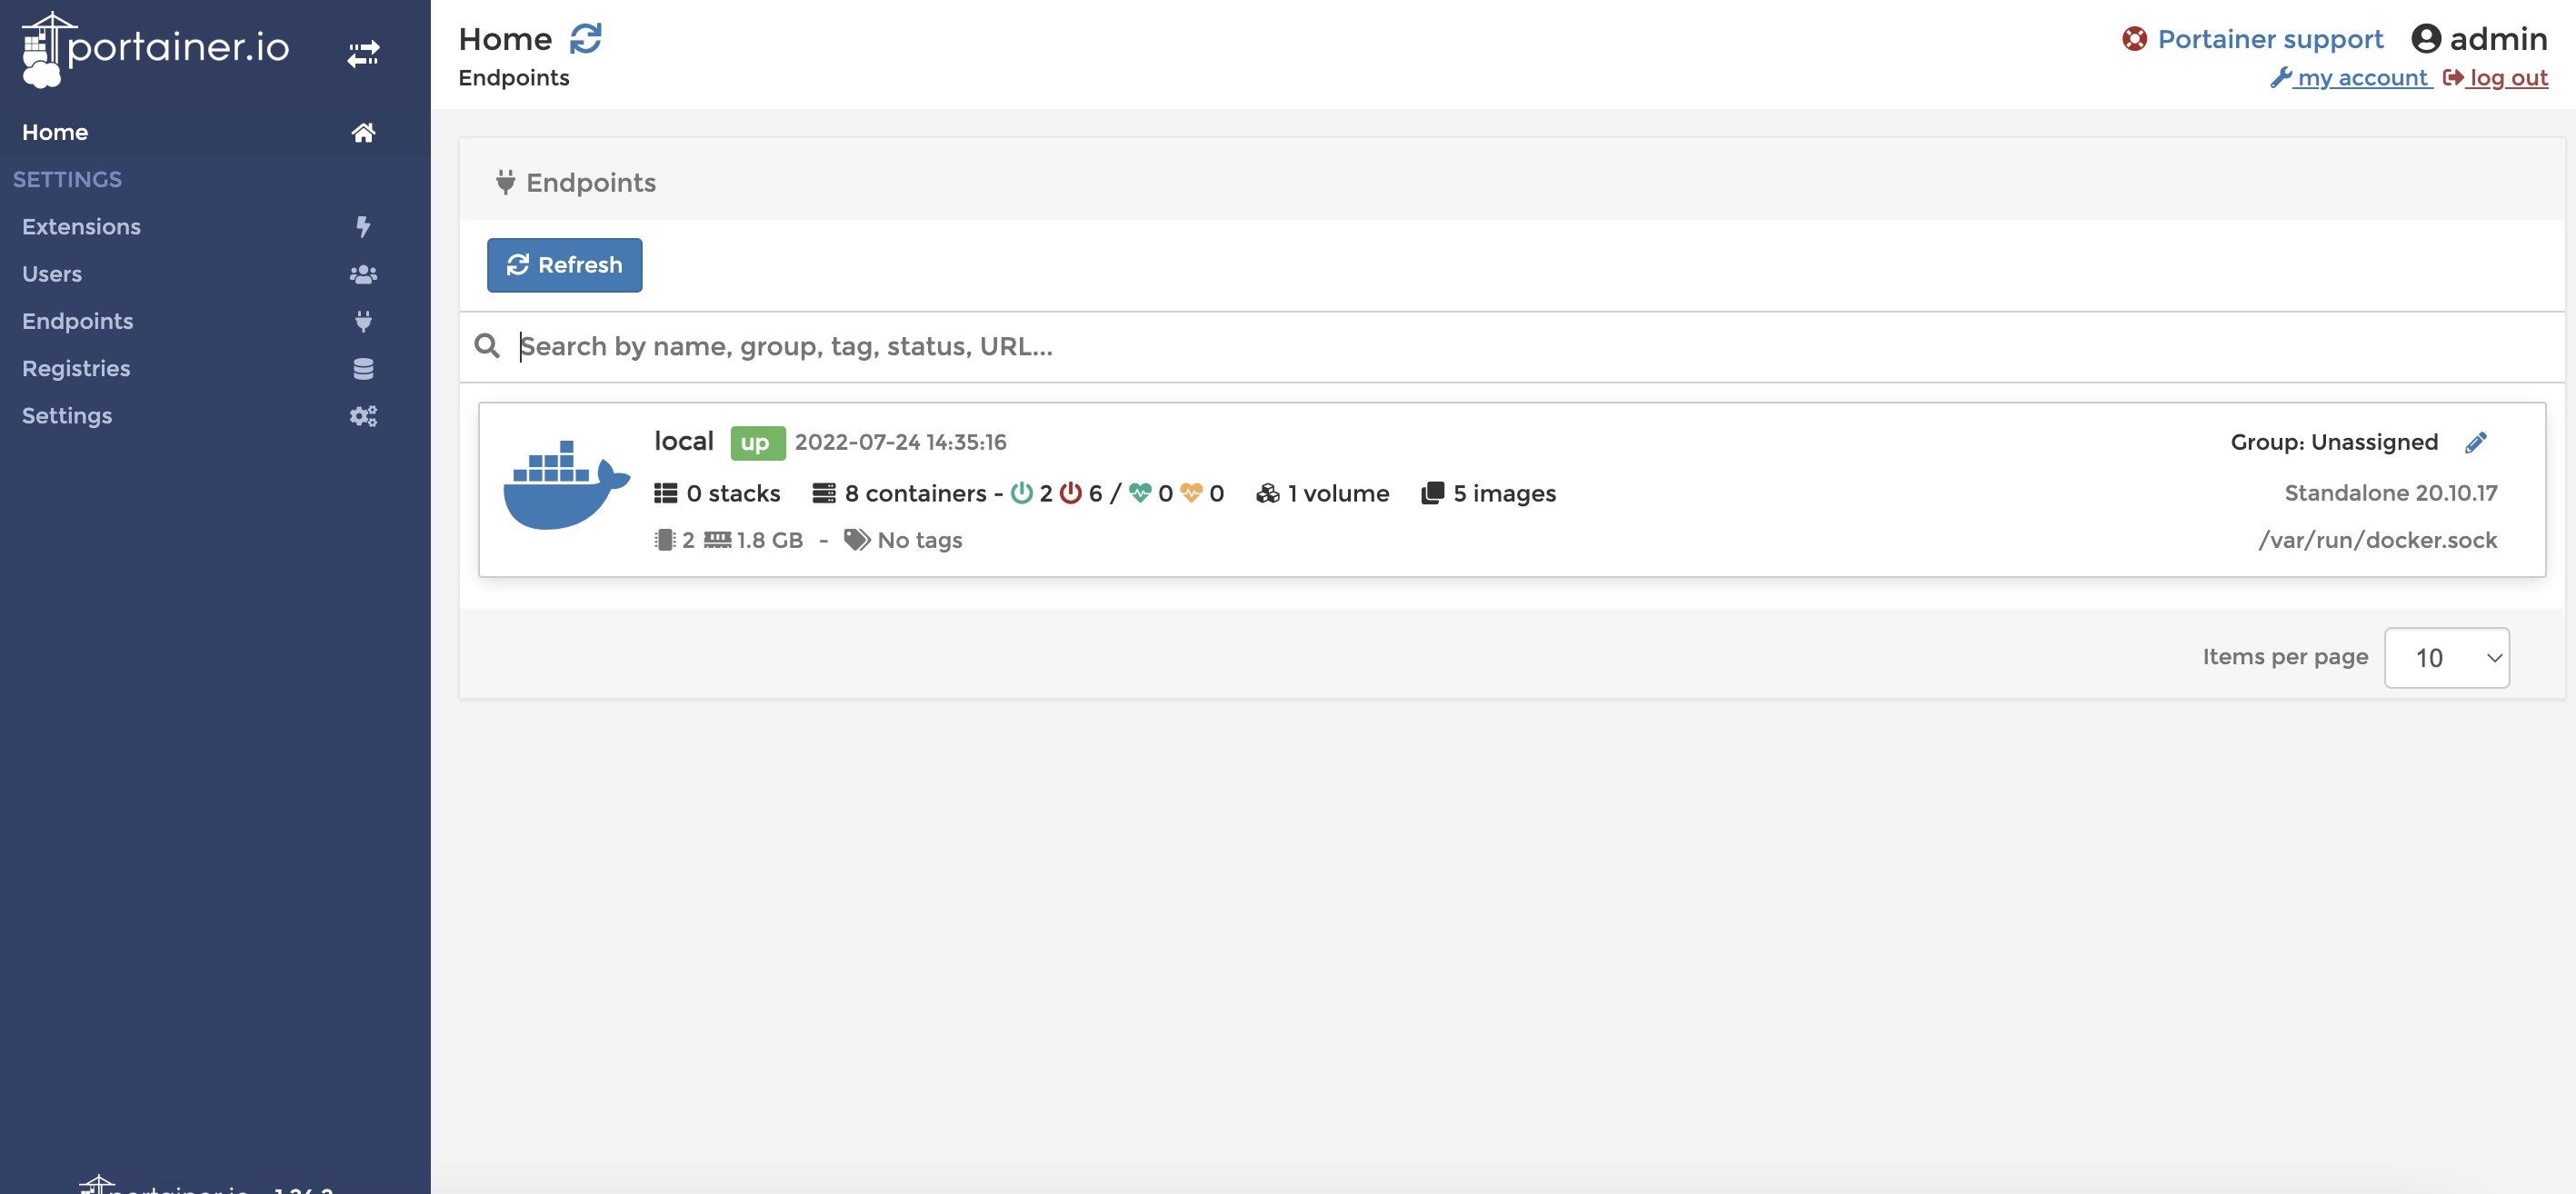 portainer.io
Home
SETTINGS
Extensions
Users
Endpoints
Registries
Settings
Home
Endpoints
Portainer support admin
my account log out
Endpoints
Refresh
Search by name, group, tag, status, URL...
local up 2022-07-24 14:35:16 Group: Unassigned
0 stacks 8 containers - 2 6 / 0 0 1 volume 5 images Standalone 20.10.17
2 1.8 GB - No tags /var/run/docker.sock
Items per page 10
portainer.io